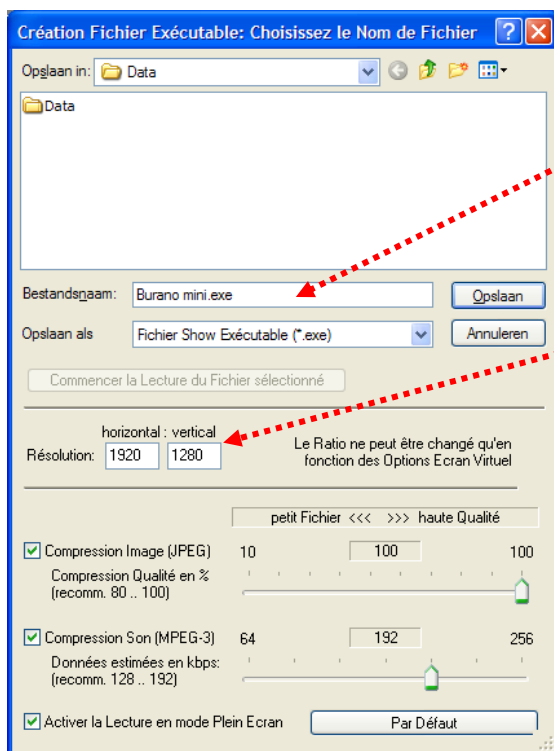 Création Fichier Exécutable: Choisissez le Nom de Fichier
Opslaan in: Data
Data
Bestandsnaam: Burano mini.exe Opslaan
Opslaan als Fichier Show Exécutable (*.exe) Annuleren
Commencer la Lecture du Fichier sélectionné
horizontal : vertical
Résolution: 1920 1280
Le Ratio ne peut être changé qu'en
fonction des Options Ecran Virtuel
petit Fichier <<< >>> haute Qualité
Compression Image (JPEG) 10 100 100
Compression Qualité en %
(recomm. 80 .. 100)
Compression Son (MPEG-3) 64 192 256
Données estimées en kbps:
(recomm. 128 .. 192)
Activer la Lecture en mode Plein Ecran Par Défaut